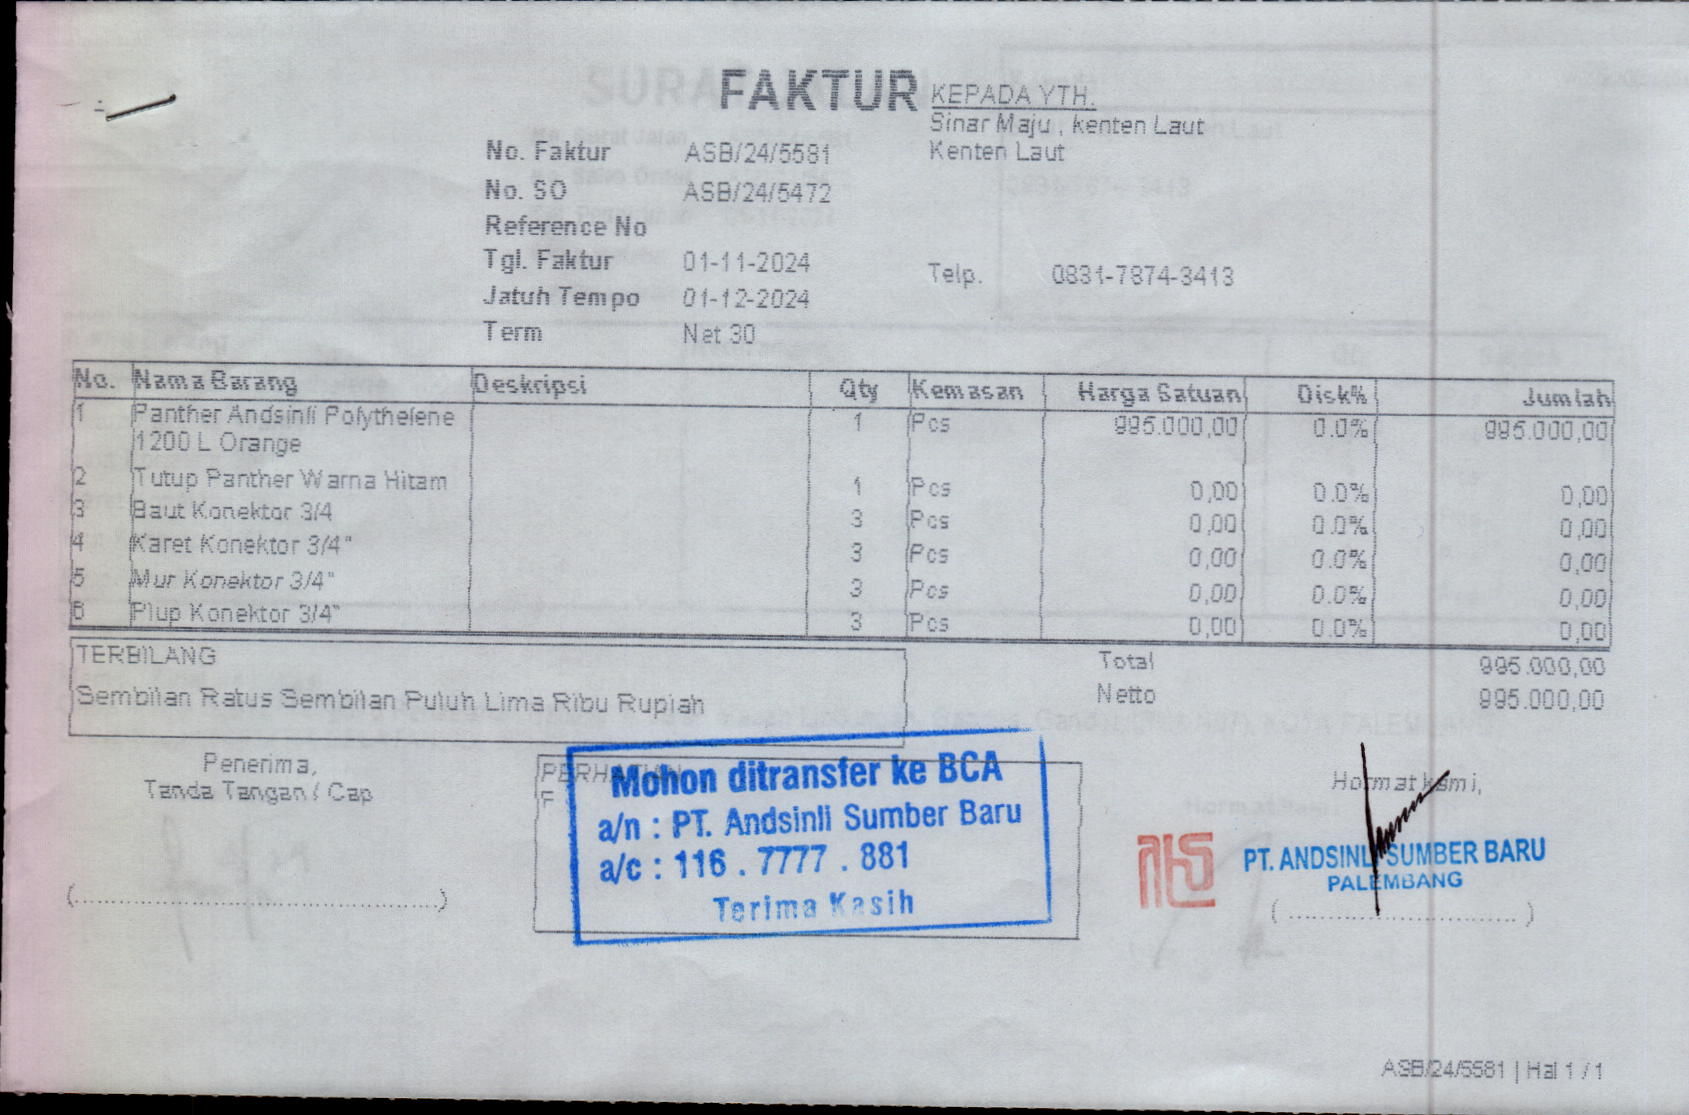 FAKTUR
KEPADA YTH.
Sinar Maju , kenten Laut
Kenten Laut
No. Faktur ASB/24/5581
No. SO ASB/24/5472
Reference No
Tgl. Faktur 01-11-2024
Telp. 0831-7874-3413
Jatuh Tempo 01-12-2024
Term Net 30
No. Nama Barang Deskripsi Qty Kemasan Harga Satuan Disk% Jumlah
1 Panther Andsinli Polythelene 1 Pcs 995.000,00 0.0% 995.000,00
1200 L Orange
2 Tutup Panther Warna Hitam 1 Pcs 0,00 0.0% 0,00
3 Baut Konektor 3/4 3 Pcs 0,00 0.0% 0,00
4 Karet Konektor 3/4" 3 Pcs 0,00 0.0% 0,00
5 Mur Konektor 3/4" 3 Pcs 0,00 0.0% 0,00
6 Plup Konektor 3/4" 3 Pcs 0,00 0.0% 0,00
TERBILANG
Sembilan Ratus Sembilan Puluh Lima Ribu Rupiah
Total 995.000,00
Netto 995.000,00
Penerima,
Tanda Tangan / Cap
(......................................)
PERHATIAN
F
Mohon ditransfer ke BCA
a/n : PT. Andsinli Sumber Baru
a/c : 116 . 7777 . 881
Terima Kasih
Hormat kami,
PT. ANDSINLI SUMBER BARU
PALEMBANG
( ............................ )
ASB/24/5581 | Hal 1 / 1